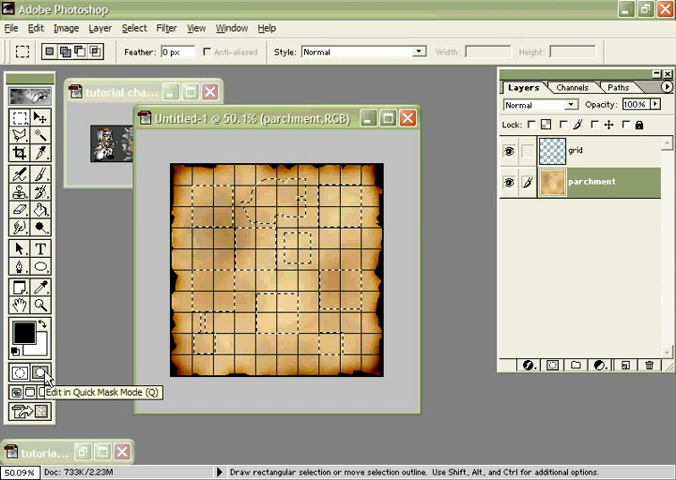 Adobe Photoshop
File Edit Image Layer Select Filter View Window Help
Feather: 0 px Anti-aliased Style: Normal Width: Height:
tutorial cha...
Untitled-1 @ 50.1% (parchment,RGB)
Layers Channels Paths
Normal Opacity: 100%
Lock:
grid
parchment
T
Edit in Quick Mask Mode (Q)
tutoria...
50.09% Doc: 733K/2.23M Draw rectangular selection or move selection outline. Use Shift, Alt, and Ctrl for additional options.